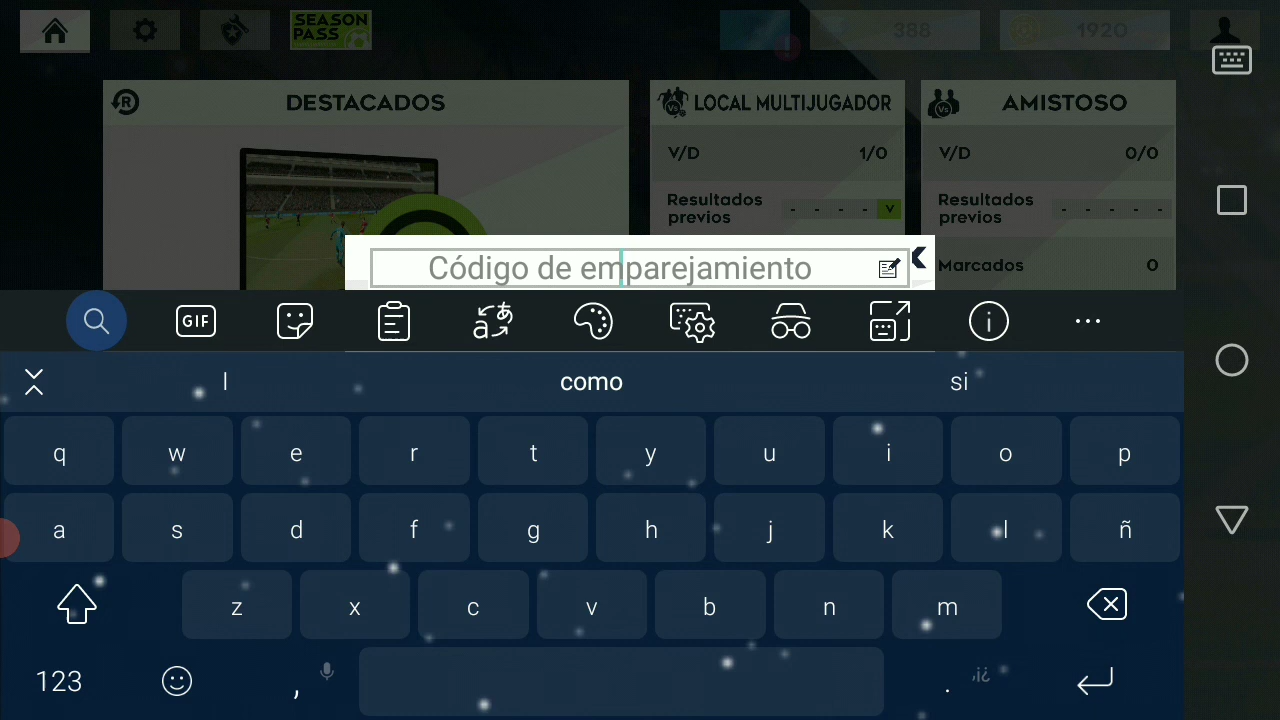 SEASON
PASS
388
1920
DESTACADOS
LOCAL MULTIJUGADOR
AMISTOSO
V/D 1/0
V/D 0/0
Resultados
previos - - - - V
Resultados
previos - - - - -
Código de emparejamiento
Marcados 0
GIF
l como si
q w e r t y u i o p
a s d f g h j k l ñ
z x c v b n m
123 , . ,¡¿